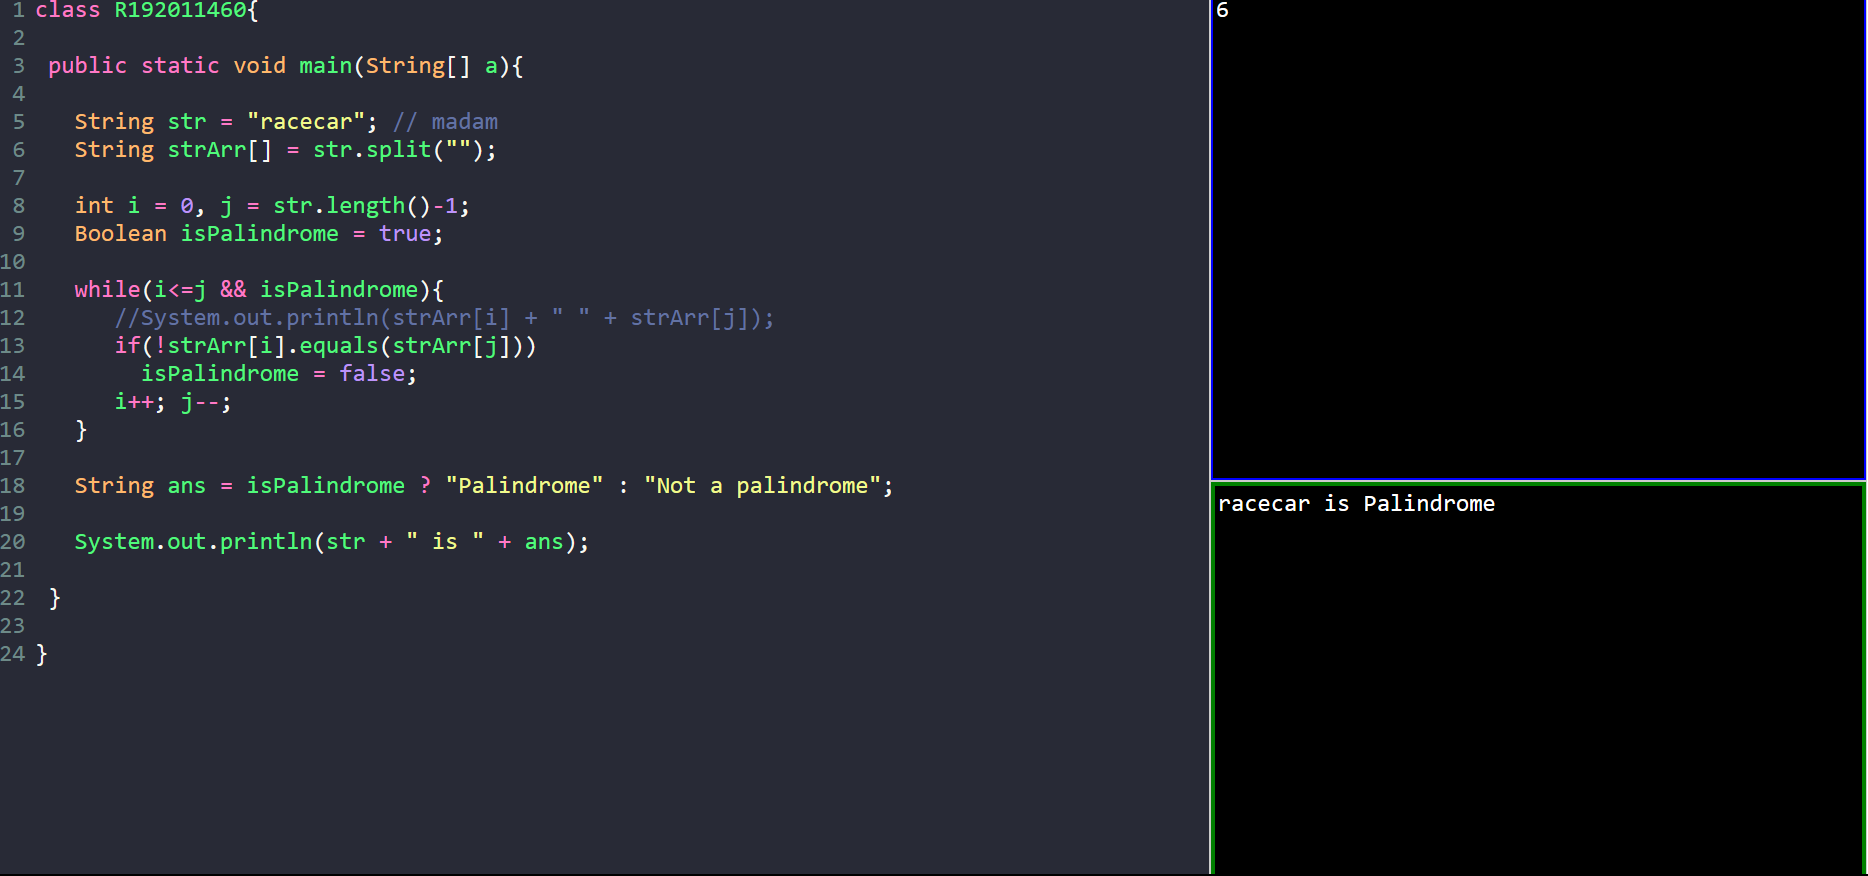 1 class R192011460{
2
3 public static void main(String[] a){
4
5 String str = "racecar"; // madam
6 String strArr[] = str.split("");
7
8 int i = 0, j = str.length()-1;
9 Boolean isPalindrome = true;
10
11 while(i<=j && isPalindrome){
12 //System.out.println(strArr[i] + " " + strArr[j]);
13 if(!strArr[i].equals(strArr[j]))
14 isPalindrome = false;
15 i++; j--;
16 }
17
18 String ans = isPalindrome ? "Palindrome" : "Not a palindrome";
19
20 System.out.println(str + " is " + ans);
21
22 }
23
24 }
6
racecar is Palindrome